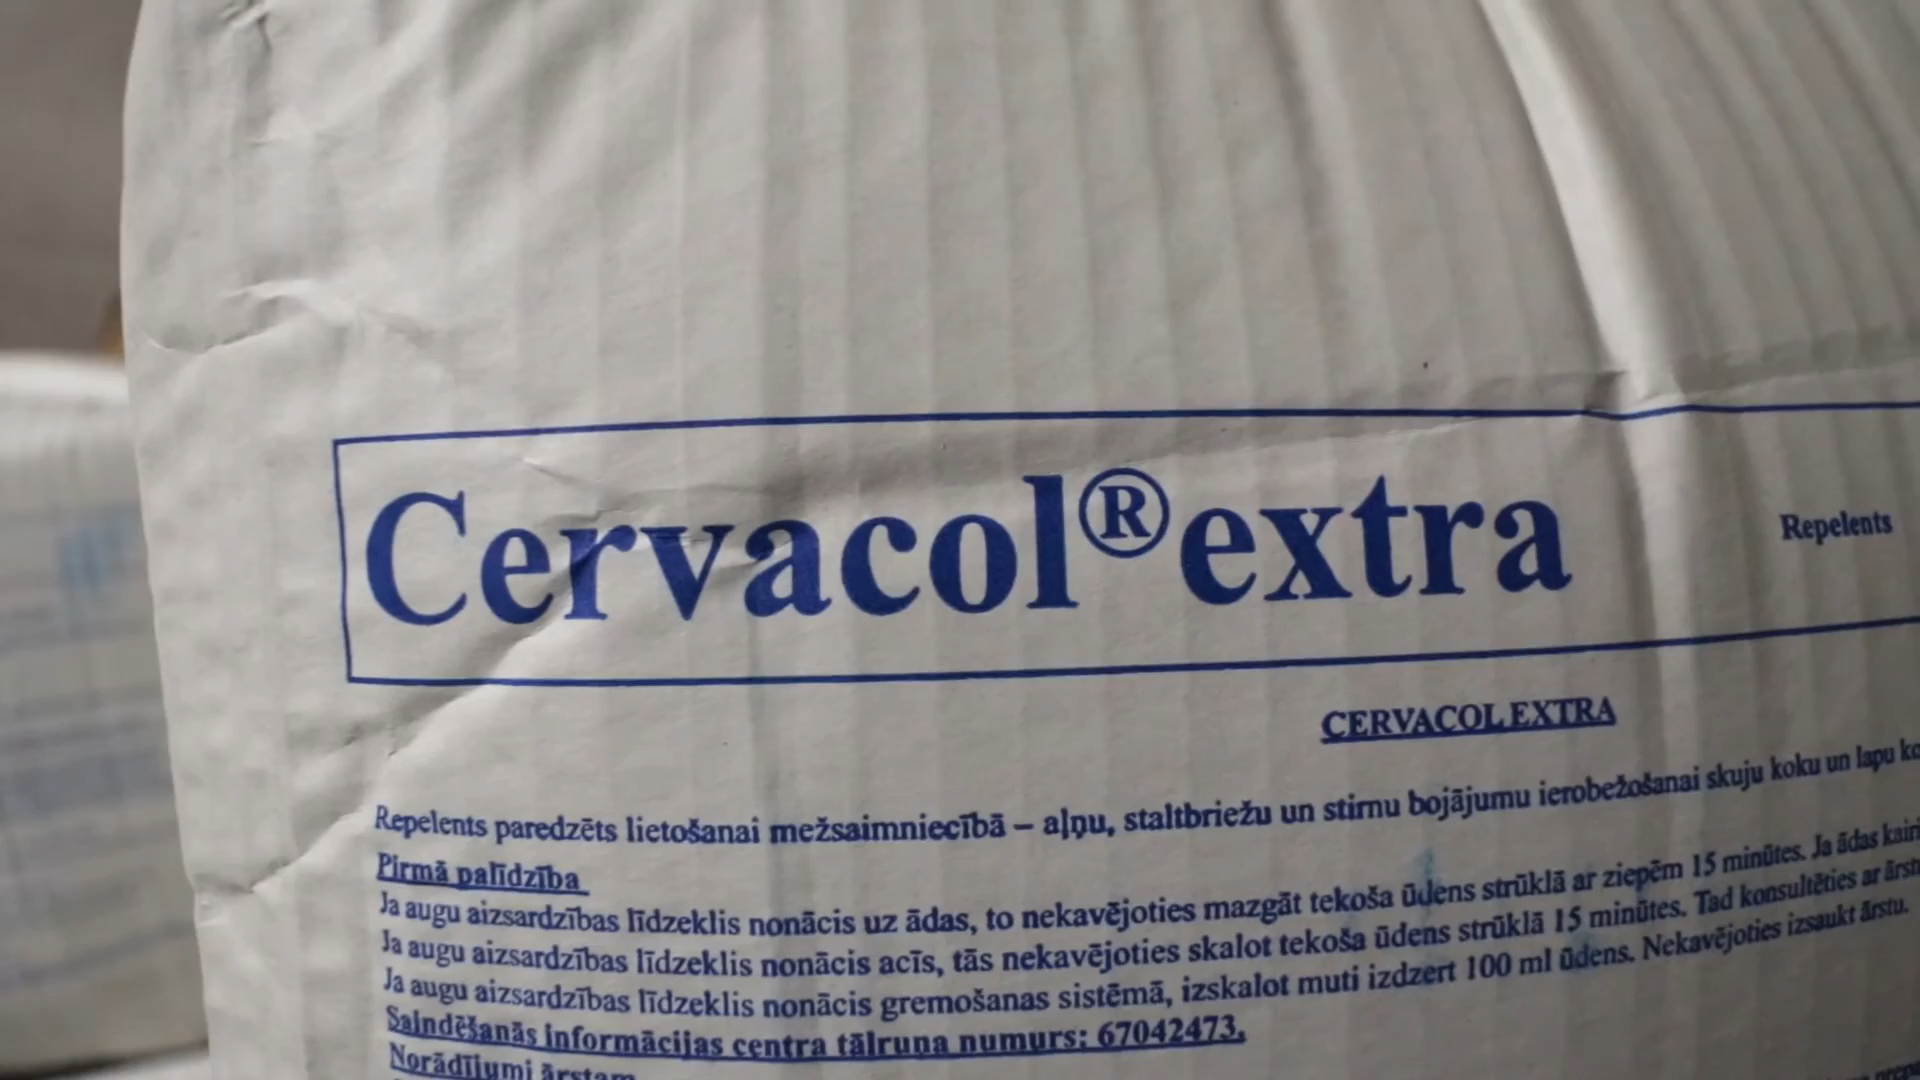 Cervacol®extra
Repelents
CERVACOL EXTRA
Repelents paredzēts lietošanai mežsaimniecībā – aļņu, staltbriežu un stirnu bojājumu ierobežošanai skuju koku un lapu
Pirmā palīdzība
Ja augu aizsardzības līdzeklis nonācis uz ādas, to nekavējoties mazgāt tekoša ūdens strūklā ar ziepēm 15 minūtes. Ja ādas
Ja augu aizsardzības līdzeklis nonācis acīs, tās nekavējoties skalot tekoša ūdens strūklā 15 minūtes. Tad konsultēties ar
Ja augu aizsardzības līdzeklis nonācis gremošanas sistēmā, izskalot muti izdzert 100 ml ūdens. Nekavējoties izsaukt ārstu.
Saindēšanās informācijas centra tālruņa numurs: 67042473.
Norādījumi ārstam